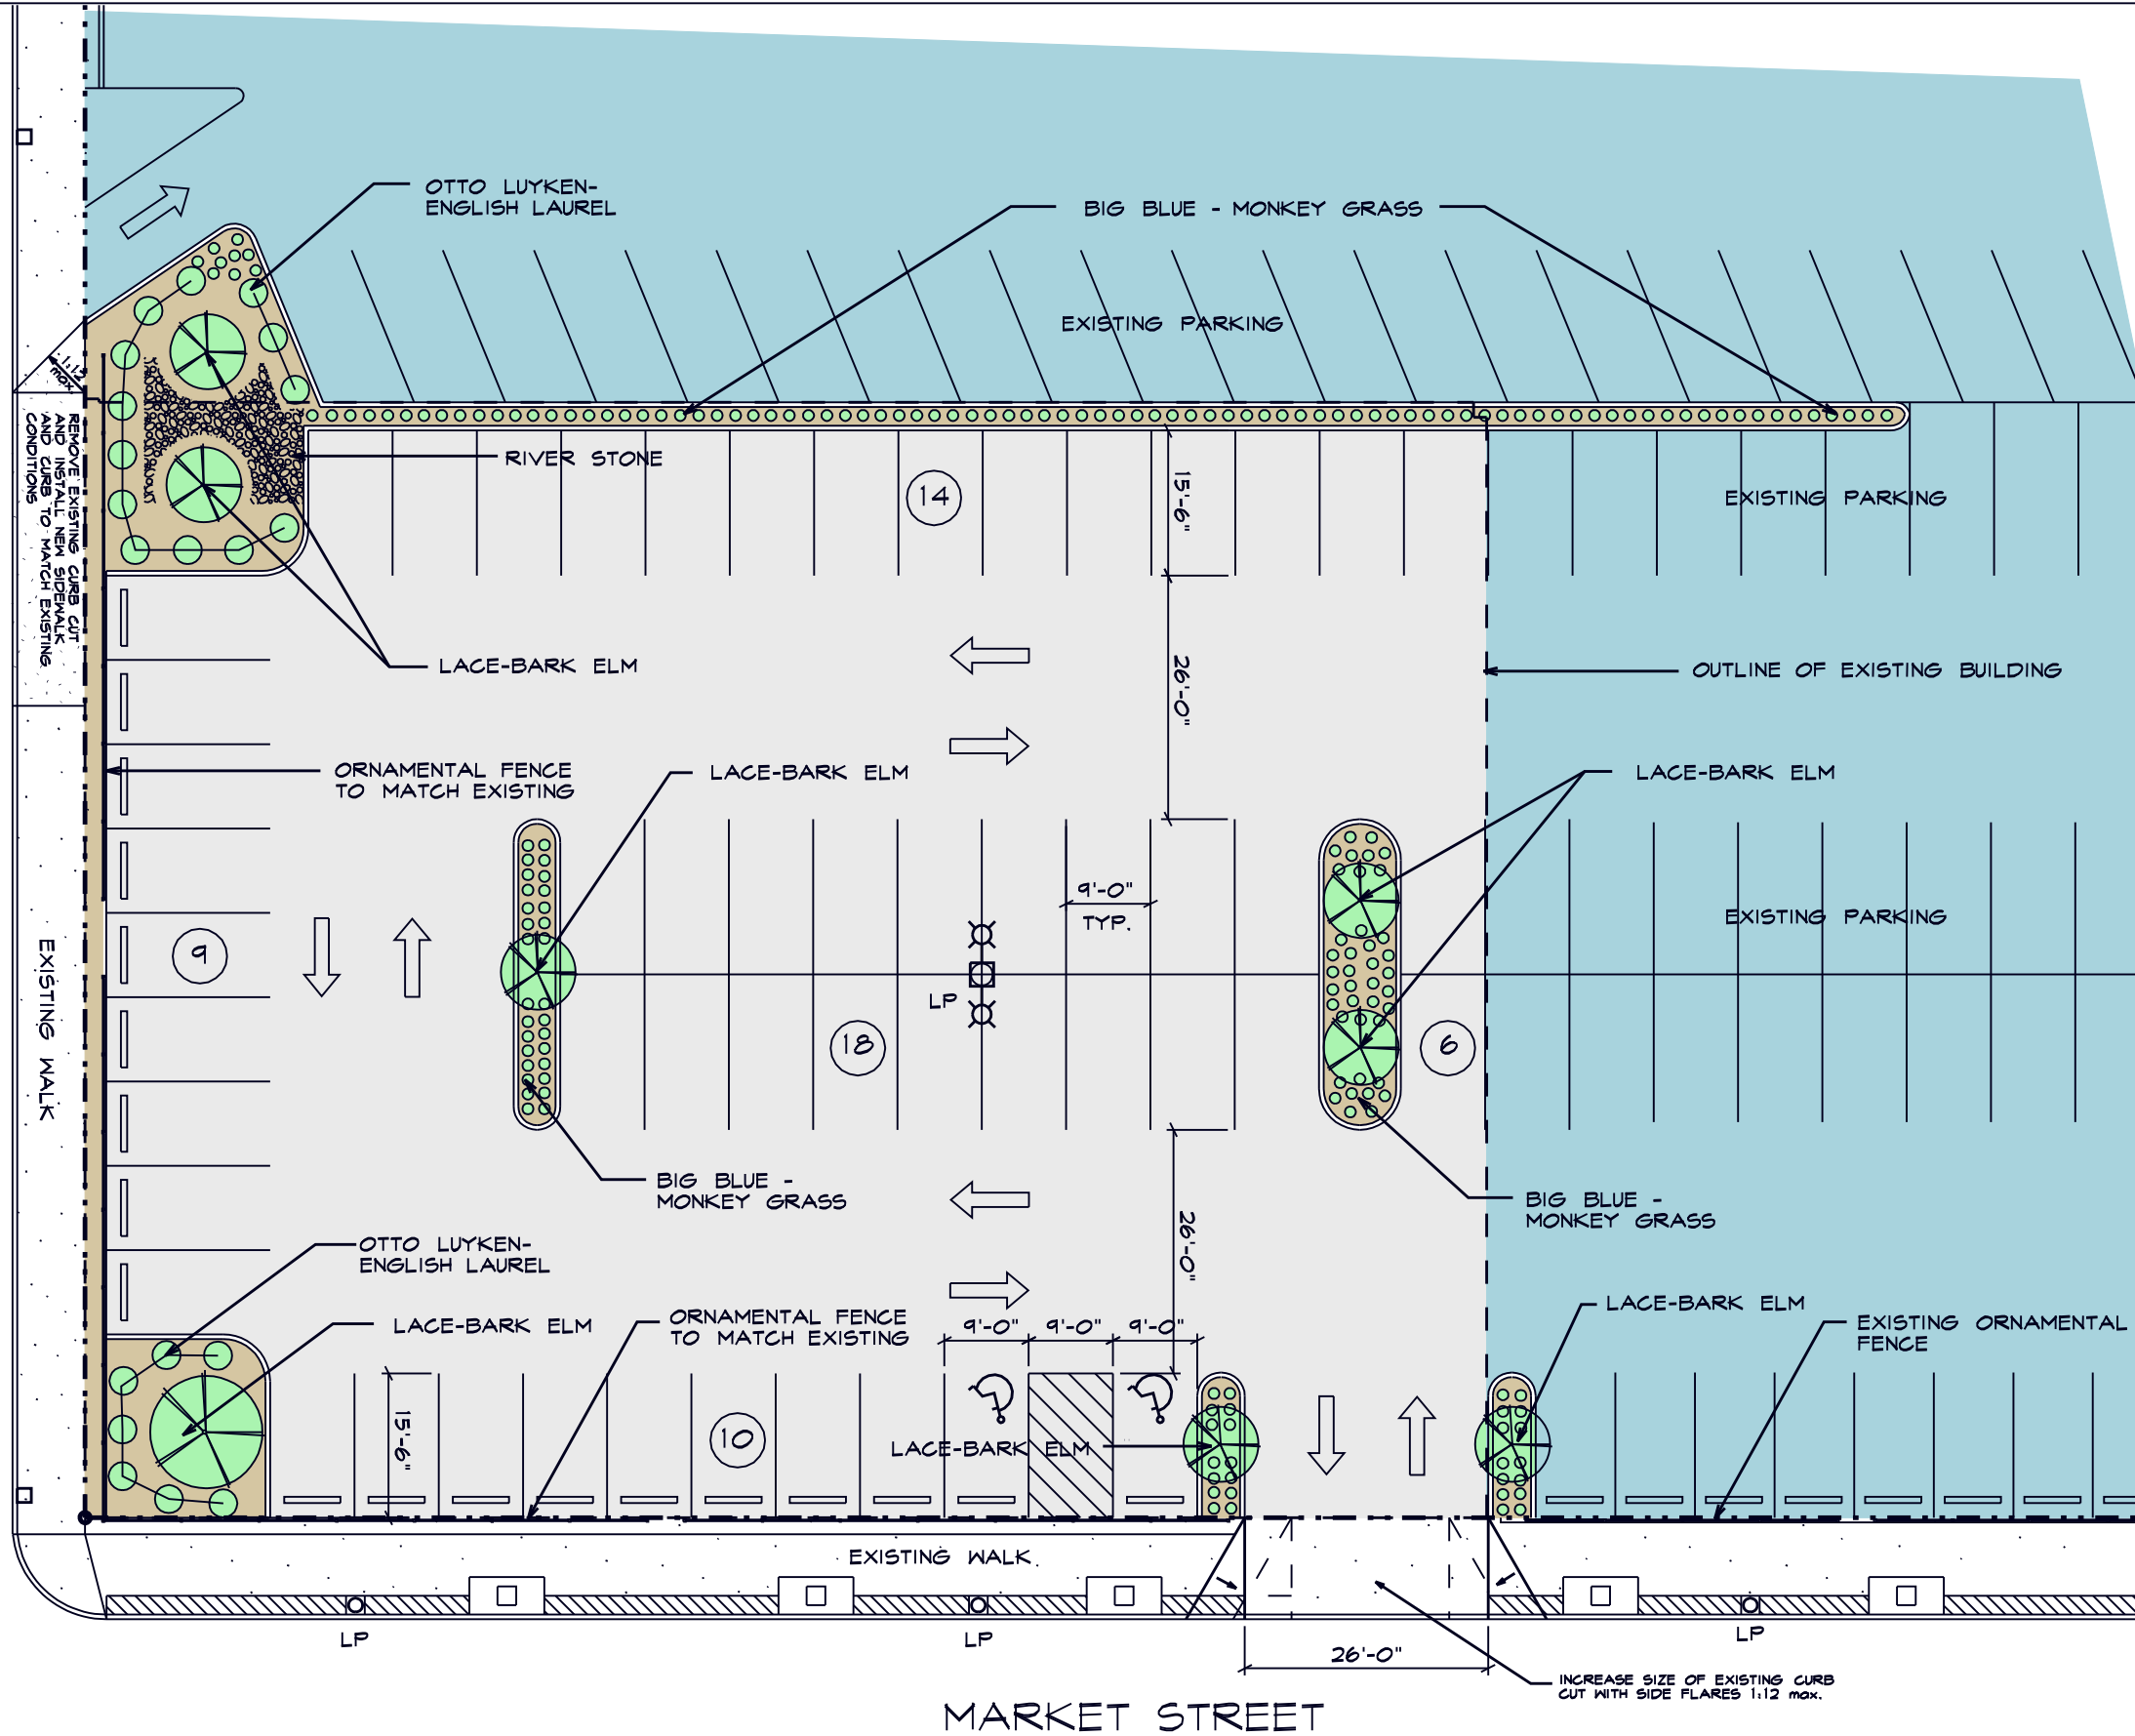 OTTO LUYKEN-
ENGLISH LAUREL
BIG BLUE - MONKEY GRASS
EXISTING PARKING
1:12
max
REMOVE EXISTING CURB CUT
AND INSTALL NEW SIDEWALK
AND CURB TO MATCH EXISTING
CONDITIONS
RIVER STONE
14
15'-6"
EXISTING PARKING
LACE-BARK ELM
26'-0"
OUTLINE OF EXISTING BUILDING
ORNAMENTAL FENCE
TO MATCH EXISTING
LACE-BARK ELM
LACE-BARK ELM
9'-0"
TYP.
EXISTING PARKING
9
EXISTING WALK
LP
18
6
BIG BLUE -
MONKEY GRASS
BIG BLUE -
MONKEY GRASS
26'-0"
OTTO LUYKEN-
ENGLISH LAUREL
LACE-BARK ELM
ORNAMENTAL FENCE
TO MATCH EXISTING
9'-0"
9'-0"
9'-0"
LACE-BARK ELM
EXISTING ORNAMENTAL
FENCE
15'-6"
10
LACE-BARK ELM
EXISTING WALK
LP
LP
LP
26'-0"
INCREASE SIZE OF EXISTING CURB
CUT WITH SIDE FLARES 1:12 max.
MARKET STREET